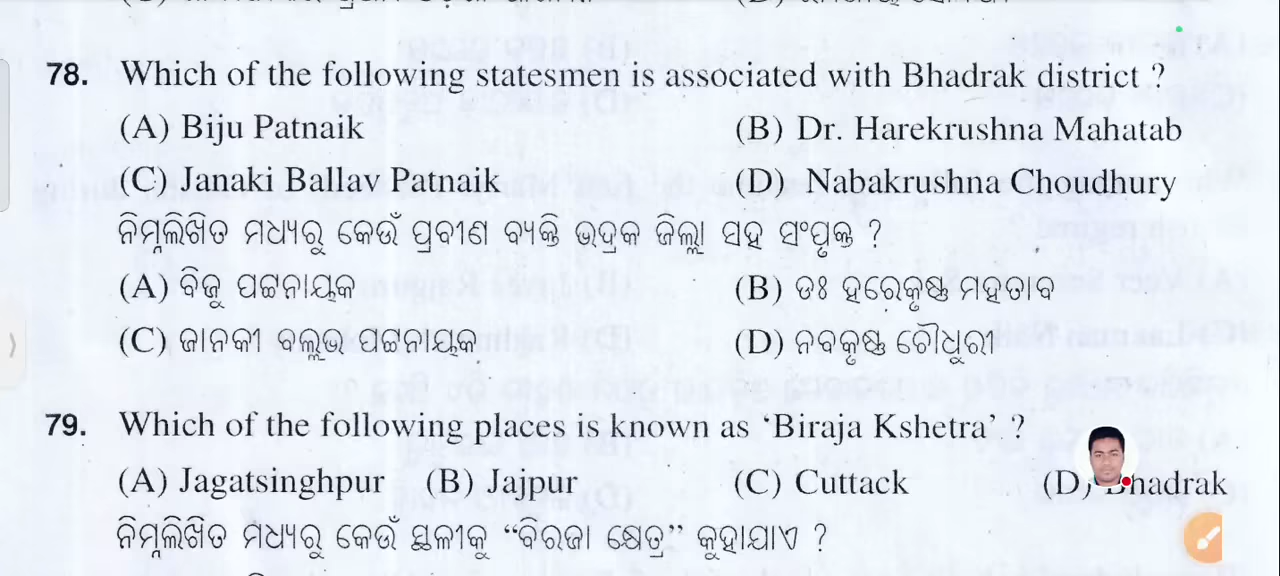 78. Which of the following statesmen is associated with Bhadrak district ?
(A) Biju Patnaik (B) Dr. Harekrushna Mahatab
(C) Janaki Ballav Patnaik (D) Nabakrushna Choudhury
ନିମ୍ନଲିଖିତ ମଧ୍ୟରୁ କେଉଁ ପ୍ରବୀଣ ବ୍ୟକ୍ତି ଭଦ୍ରକ ଜିଲ୍ଲା ସହ ସଂପୃକ୍ତ ?
(A) ବିଜୁ ପଟ୍ଟନାୟକ (B) ଡଃ ହରେକୃଷ୍ଣ ମହତାବ
(C) ଜାନକୀ ବଲ୍ଲଭ ପଟ୍ଟନାୟକ (D) ନବକୃଷ୍ଣ ଚୌଧୁରୀ
79. Which of the following places is known as ‘Biraja Kshetra’ ?
(A) Jagatsinghpur (B) Jajpur (C) Cuttack (D) Bhadrak
ନିମ୍ନଲିଖିତ ମଧ୍ୟରୁ କେଉଁ ସ୍ଥଳୀକୁ “ବିରଜା କ୍ଷେତ୍ର” କୁହାଯାଏ ?